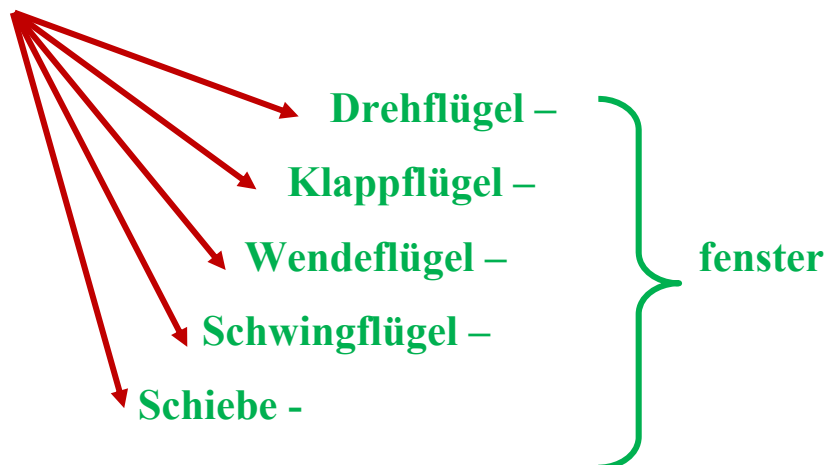 Drehflügel –
Klappflügel –
Wendeflügel –
fenster
Schwingflügel –
Schiebe -